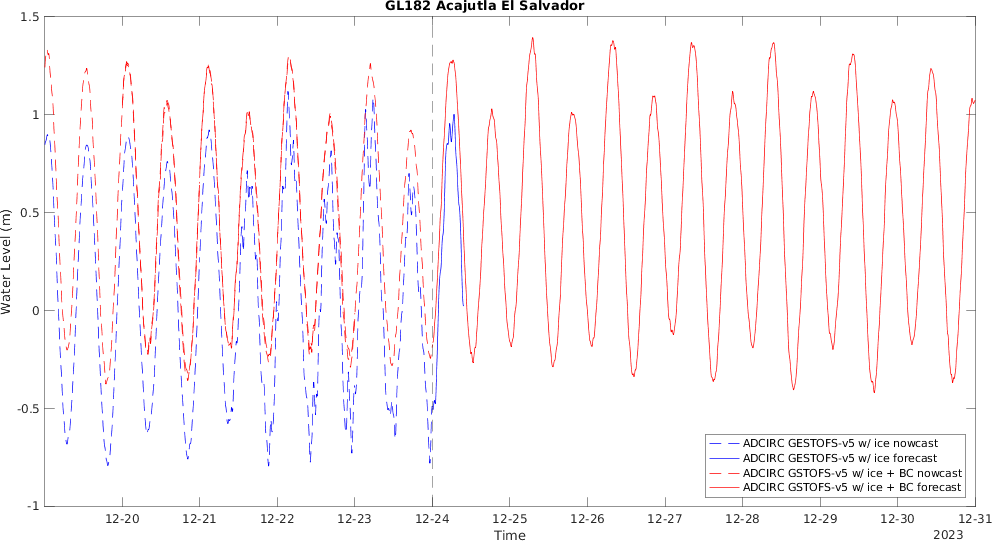 GL182 Acajutla El Salvador
1.5
1
0.5
0
-0.5
-1
Water Level (m)
12-20
12-21
12-22
12-23
12-24
12-25
12-26
12-27
12-28
12-29
12-30
12-31
Time
2023
ADCIRC GESTOFS-v5 w/ ice nowcast
ADCIRC GESTOFS-v5 w/ ice forecast
ADCIRC GSTOFS-v5 w/ ice + BC nowcast
ADCIRC GSTOFS-v5 w/ ice + BC forecast